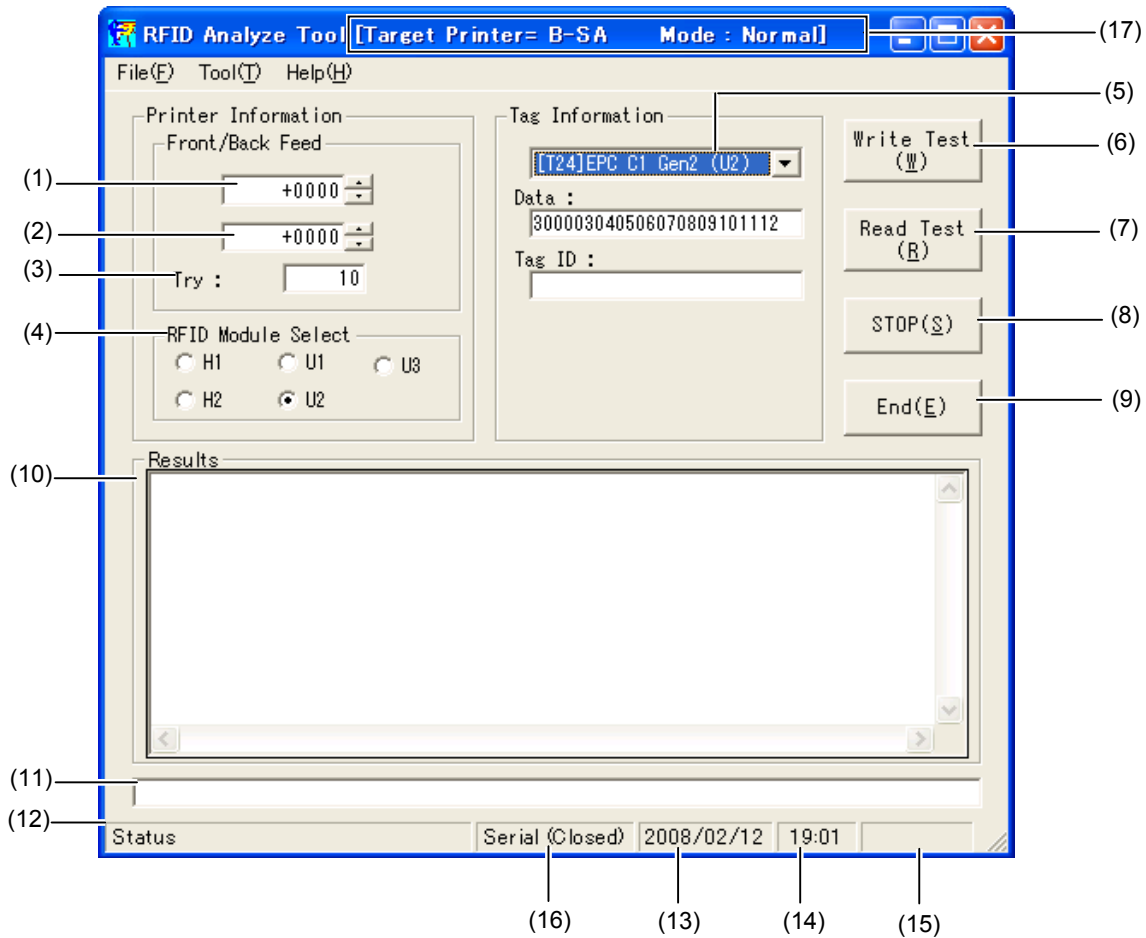 RFID Analyze Tool [Target Printer= B-SA Mode : Normal]
(17)
File(F) Tool(T) Help(H)
Printer Information
Front/Back Feed
(1)
+0000
(2)
+0000
(3)
Try :
10
(4)
RFID Module Select
H1
U1
U3
H2
U2
Tag Information
(5)
[T24]EPC C1 Gen2 (U2)
Data :
300003040506070809101112
Tag ID :
Write Test
(W)
(6)
Read Test
(R)
(7)
STOP(S)
(8)
End(E)
(9)
(10)
Results
(11)
(12)
Status
Serial (Closed)
2008/02/12
19:01
(16)
(13)
(14)
(15)